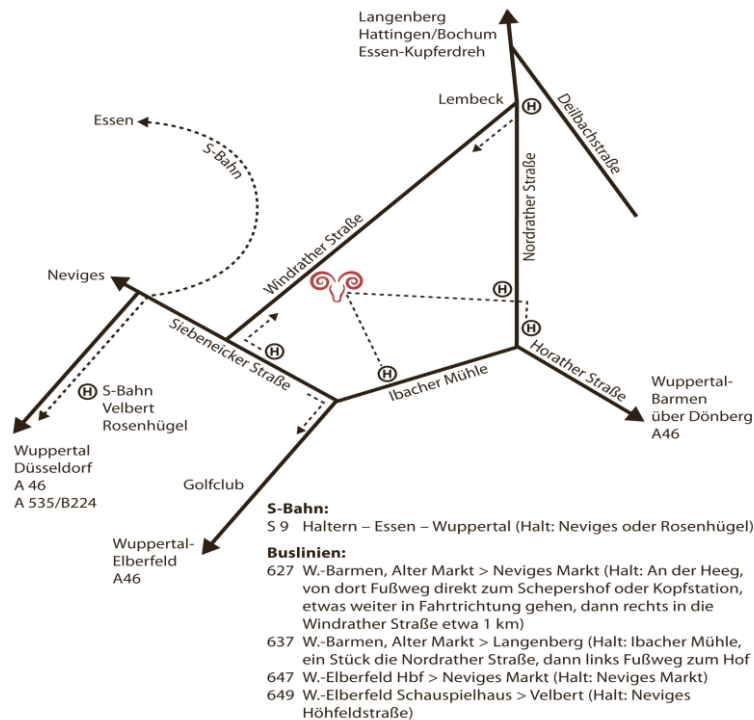 Langenberg
Hattingen/Bochum
Essen-Kupferdreh
Lembeck
H
Deilbachstraße
Essen
S-Bahn
Nordrather Straße
Windrather Straße
Neviges
H
Siebeneicker Straße
H
H
H
Ibacher Mühle
Horather Straße
H S-Bahn
Velbert
Rosenhügel
Wuppertal-
Barmen
über Dönberg
A46
Wuppertal
Düsseldorf
A 46
A 535/B224
Golfclub
Wuppertal-
Elberfeld
A46
S-Bahn:
S 9 Haltern – Essen – Wuppertal (Halt: Neviges oder Rosenhügel)
Buslinien:
627 W.-Barmen, Alter Markt > Neviges Markt (Halt: An der Heeg,
von dort Fußweg direkt zum Schepershof oder Kopfstation,
etwas weiter in Fahrtrichtung gehen, dann rechts in die
Windrather Straße etwa 1 km)
637 W.-Barmen, Alter Markt > Langenberg (Halt: Ibacher Mühle,
ein Stück die Nordrather Straße, dann links Fußweg zum Hof
647 W.-Elberfeld Hbf > Neviges Markt (Halt: Neviges Markt)
649 W.-Elberfeld Schauspielhaus > Velbert (Halt: Neviges
Höhfeldstraße)